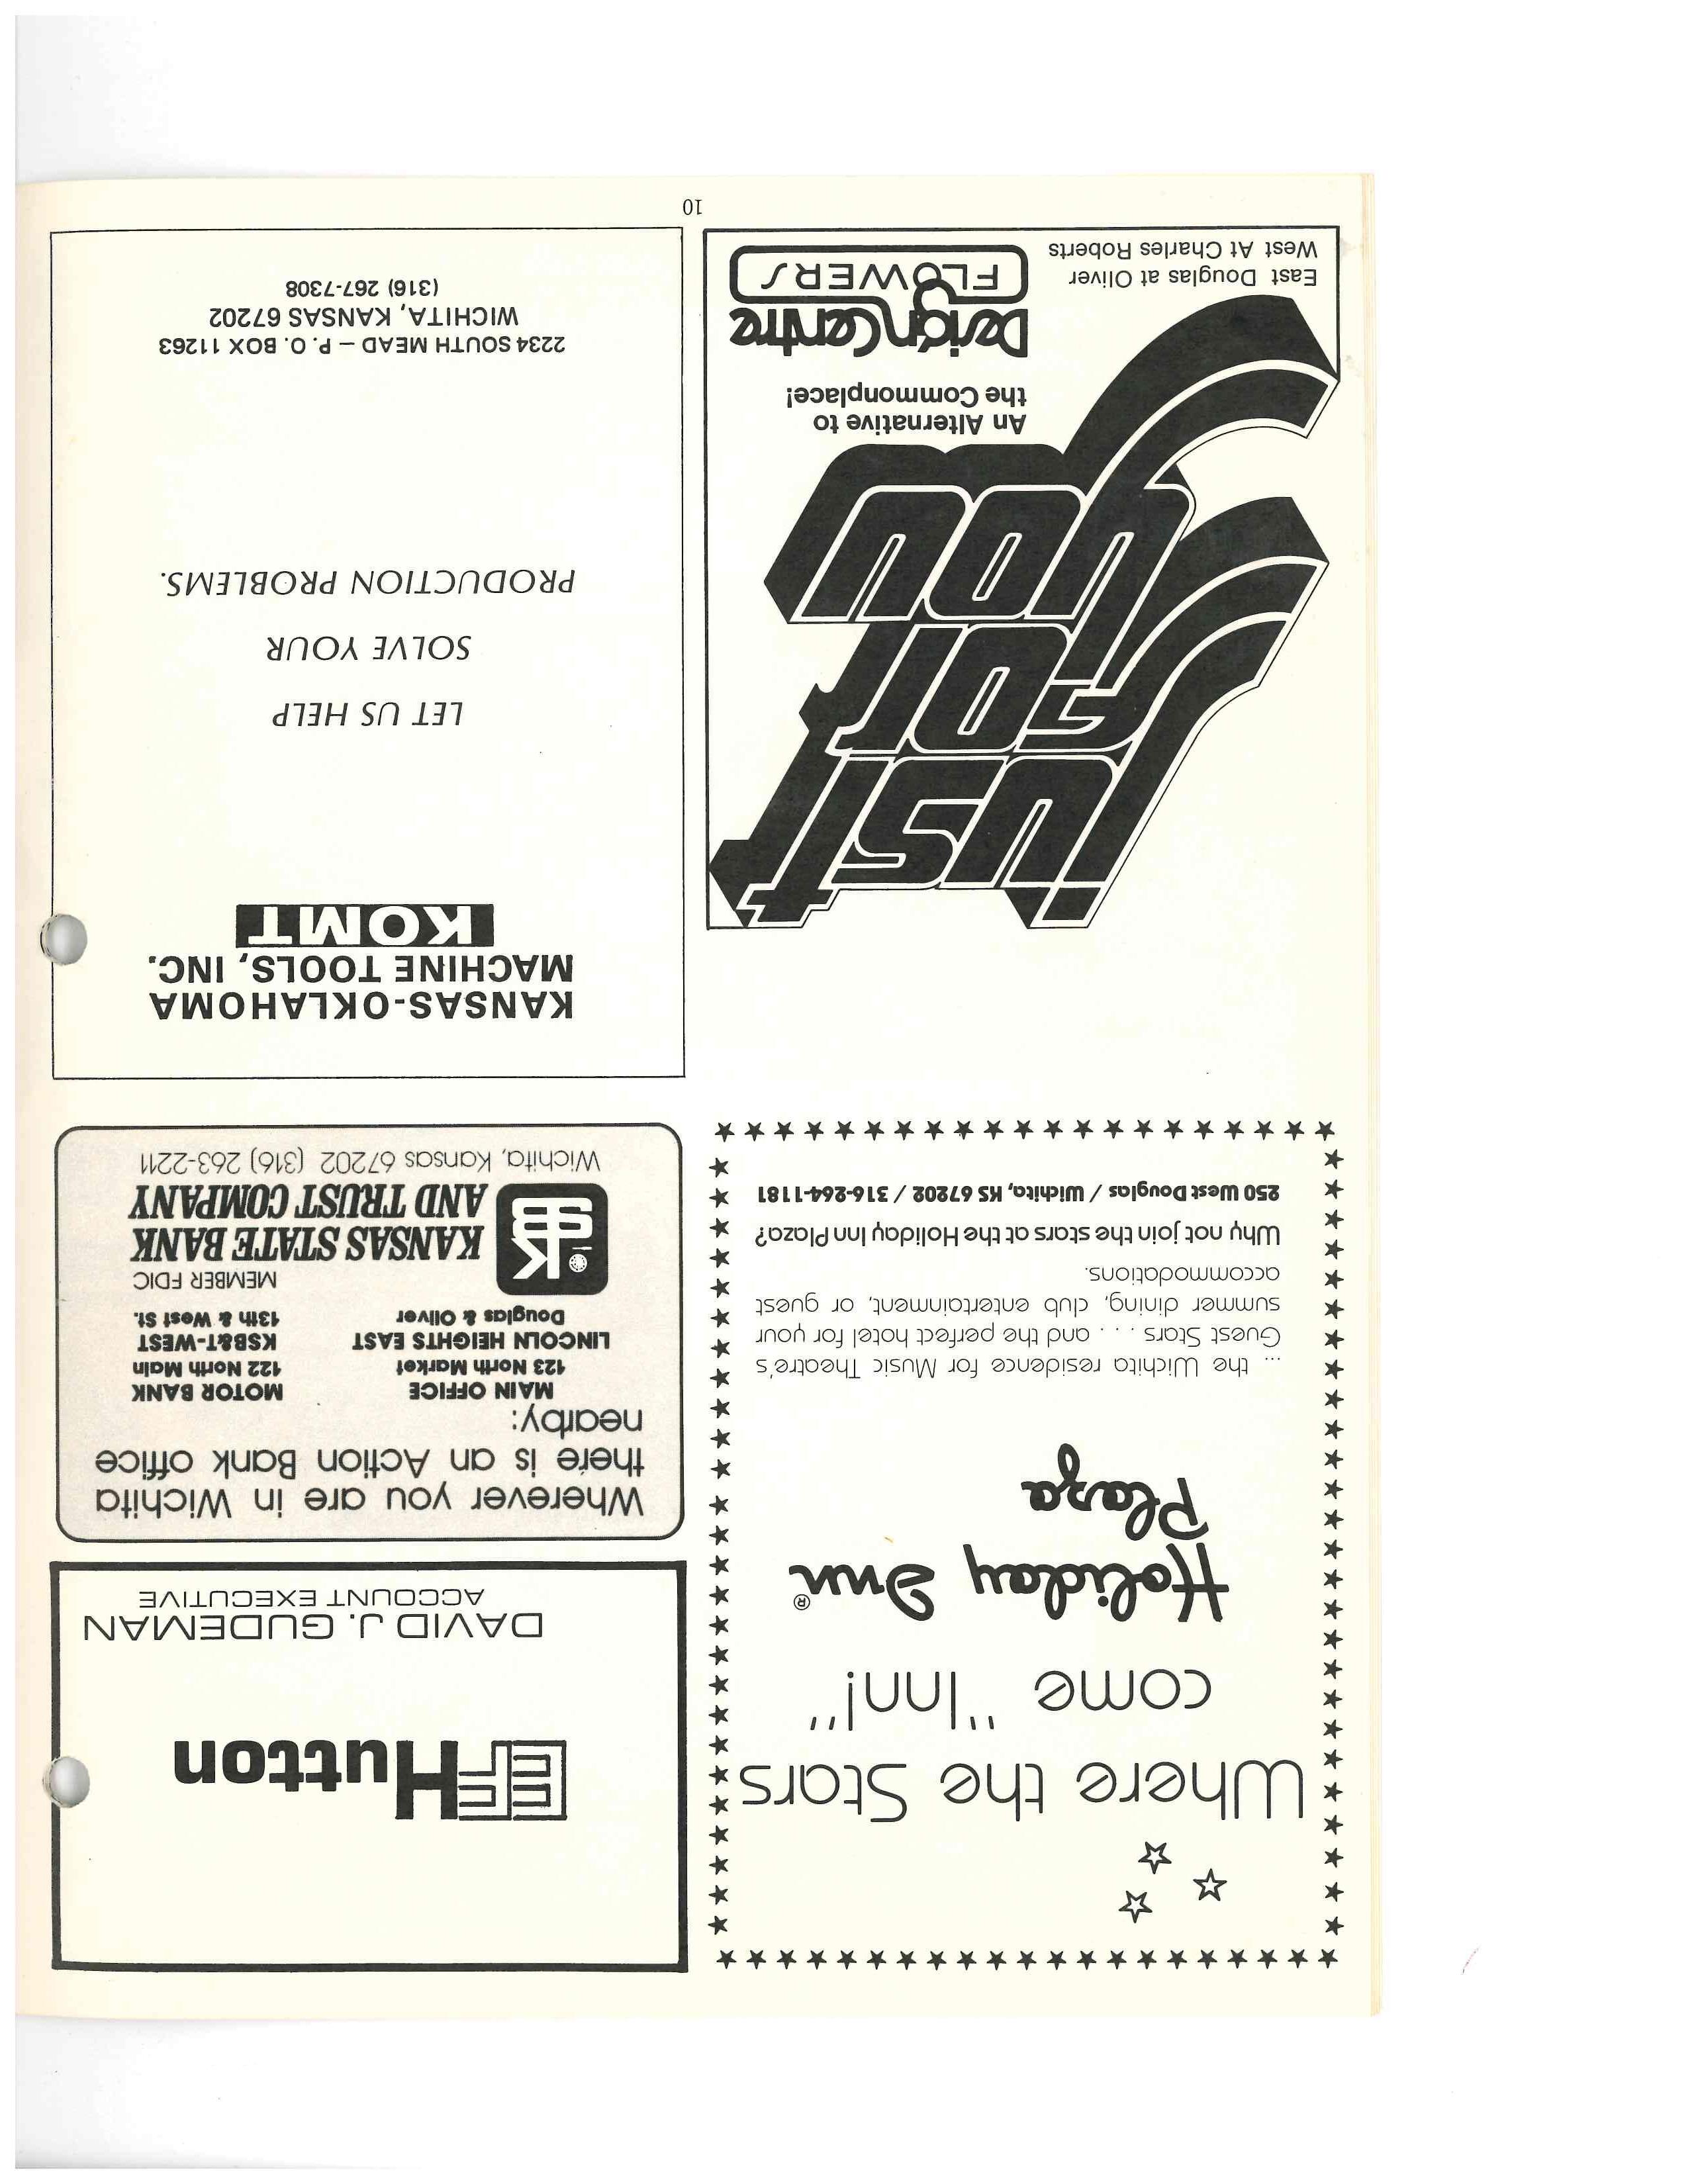 Where the Stars
come "Inn!"
Holiday Inn®
Plaza
... the Wichita residence for Music Theatre's
Guest Stars . . . and the perfect hotel for your
summer dining, club entertainment, or guest
accommodations.
Why not join the stars at the Holiday Inn Plaza?
250 West Douglas / Wichita, KS 67202 / 316-264-1181
Just
For
You
An Alternative to
the Commonplace!
Design Centre
FLOWERS
East Douglas at Oliver
West At Charles Roberts
EFHutton
DAVID J. GUDEMAN
ACCOUNT EXECUTIVE
Wherever you are in Wichita
there is an Action Bank office
nearby:
MAIN OFFICE
123 North Market
LINCOLN HEIGHTS EAST
Douglas & Oliver
MOTOR BANK
122 North Main
KSB&T-WEST
13th & West St.
MEMBER FDIC
KSB
KANSAS STATE BANK
AND TRUST COMPANY
Wichita, Kansas 67202 (316) 263-2211
KANSAS-OKLAHOMA
MACHINE TOOLS, INC.
KOMT
LET US HELP
SOLVE YOUR
PRODUCTION PROBLEMS.
2234 SOUTH MEAD – P. O. BOX 11263
WICHITA, KANSAS 67202
(316) 267-7308
10